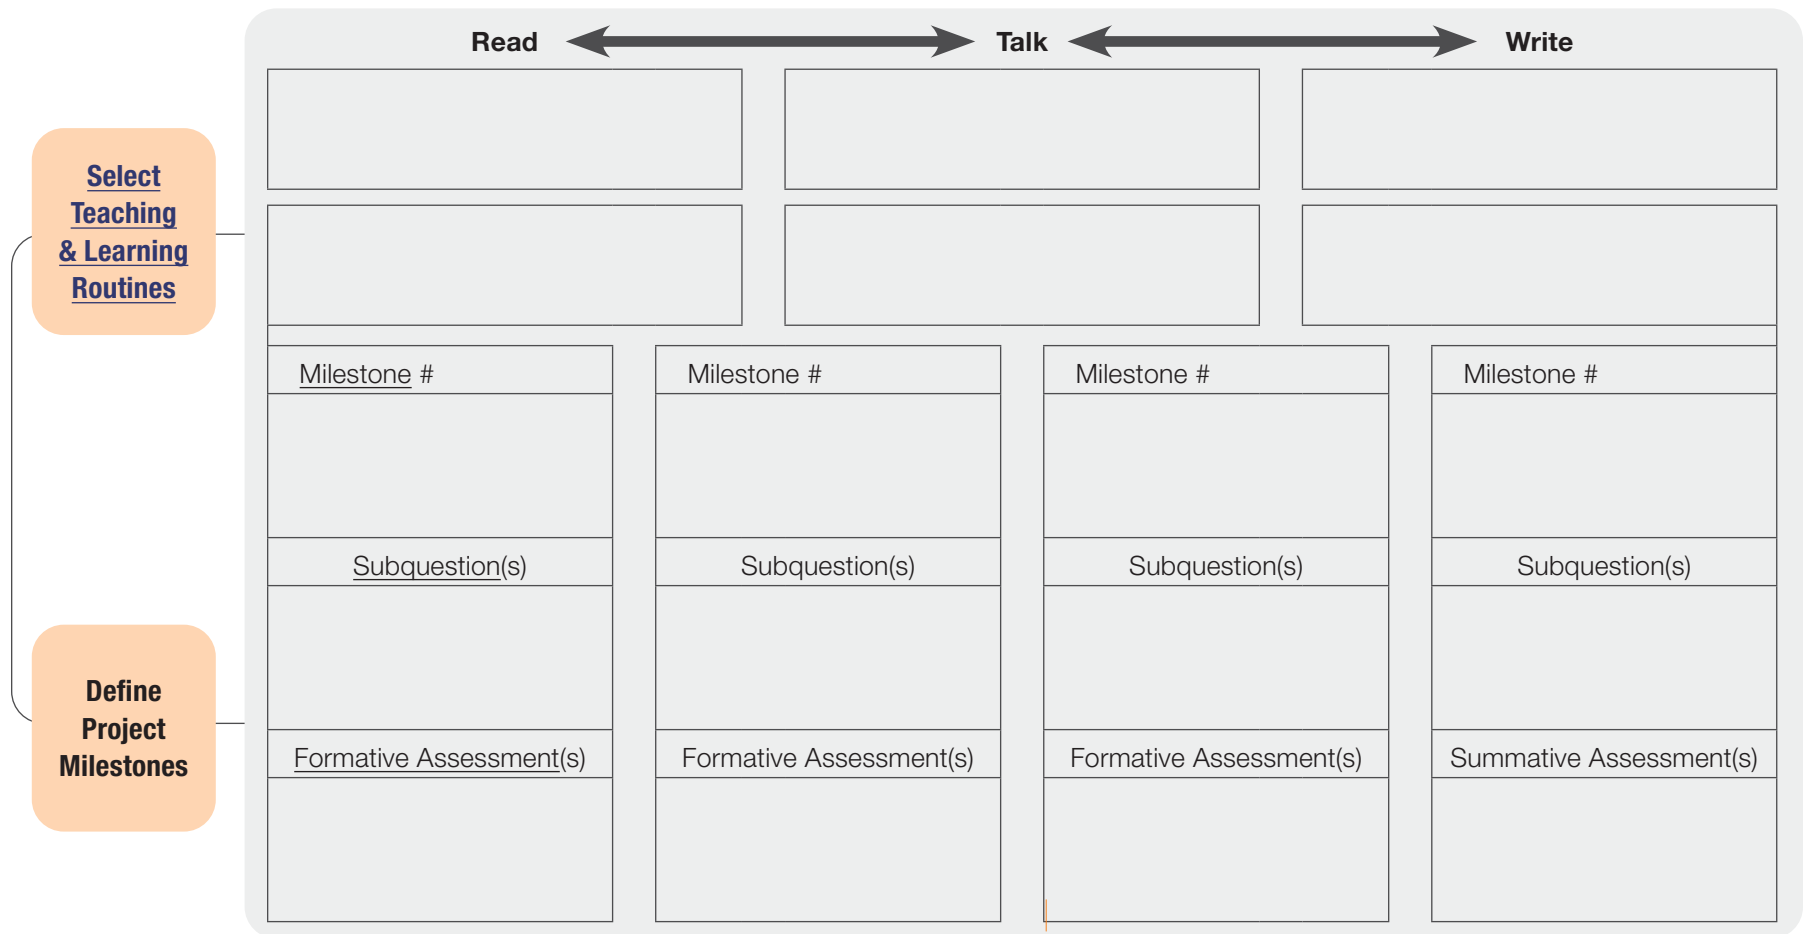 Read Talk Write
Select
Teaching
& Learning
Routines
Milestone # Milestone # Milestone # Milestone #
Subquestion(s) Subquestion(s) Subquestion(s) Subquestion(s)
Define
Project
Milestones
Formative Assessment(s) Formative Assessment(s) Formative Assessment(s) Summative Assessment(s)